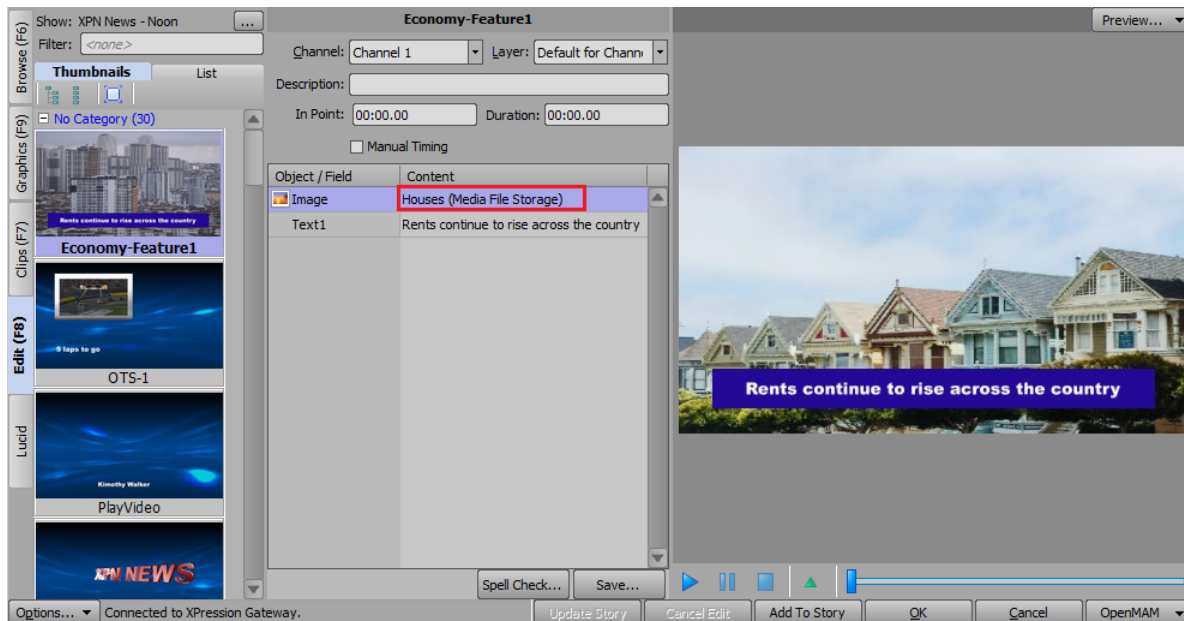 Show: XPN News - Noon
...
Filter: <none>
Thumbnails
List
Browse (F6)
Graphics (F9)
Clips (F7)
Edit (F8)
Lucid
No Category (30)
Rents continue to rise across the country
Economy-Feature1
5 laps to go
OTS-1
Kimothy Walker
PlayVideo
XPN NEWS
Economy-Feature1
Channel: Channel 1 Layer: Default for Chann
Description:
In Point: 00:00.00 Duration: 00:00.00
Manual Timing
Object / Field Content
Image Houses (Media File Storage)
Text1 Rents continue to rise across the country
Spell Check... Save...
Preview...
Rents continue to rise across the country
Options... Connected to XPression Gateway. Update Story Cancel Edit Add To Story OK Cancel OpenMAM